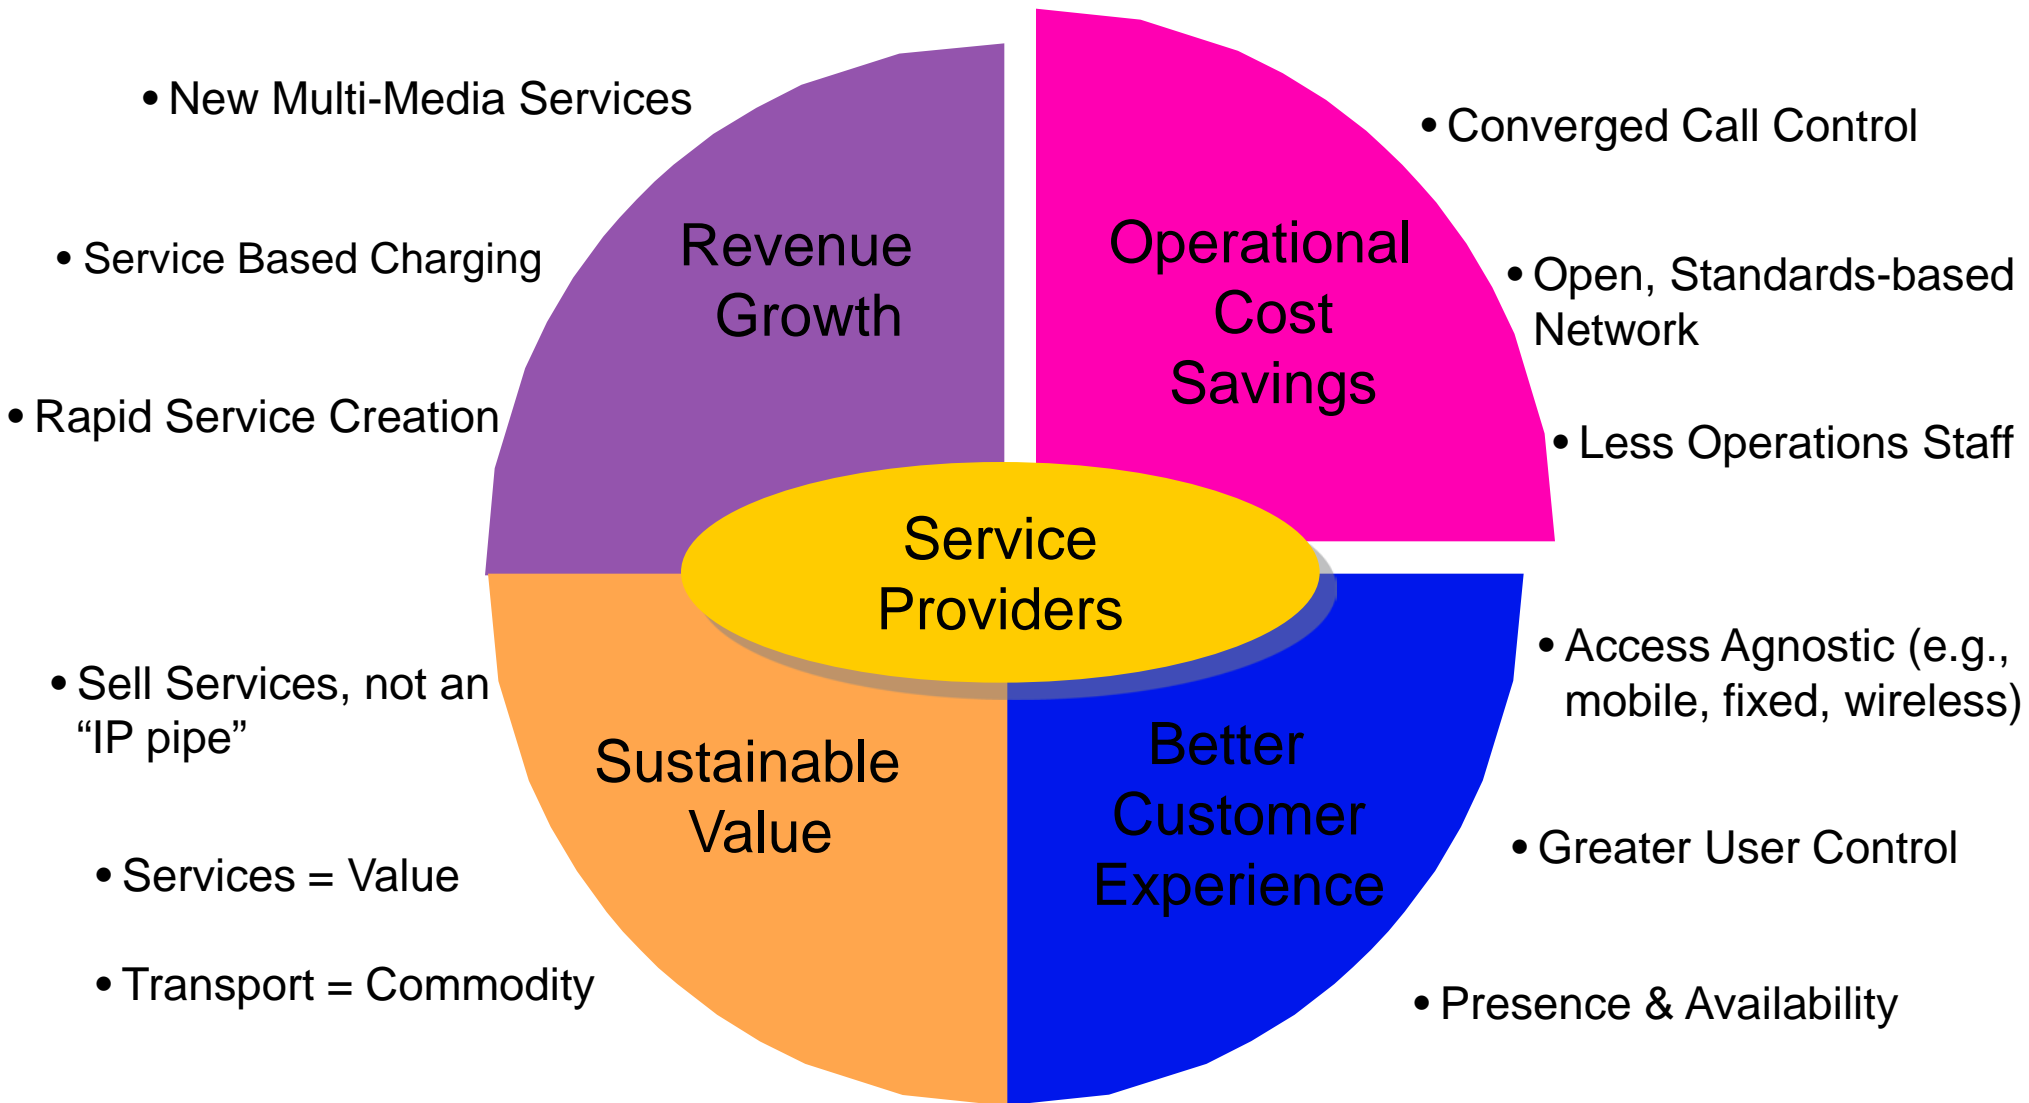 • New Multi-Media Services
• Service Based Charging
• Rapid Service Creation
Revenue
Growth
Operational
Cost
Savings
• Converged Call Control
• Open, Standards-based
Network
• Less Operations Staff
Service
Providers
• Sell Services, not an
“IP pipe”
• Services = Value
• Transport = Commodity
Sustainable
Value
Better
Customer
Experience
• Access Agnostic (e.g.,
mobile, fixed, wireless)
• Greater User Control
• Presence & Availability